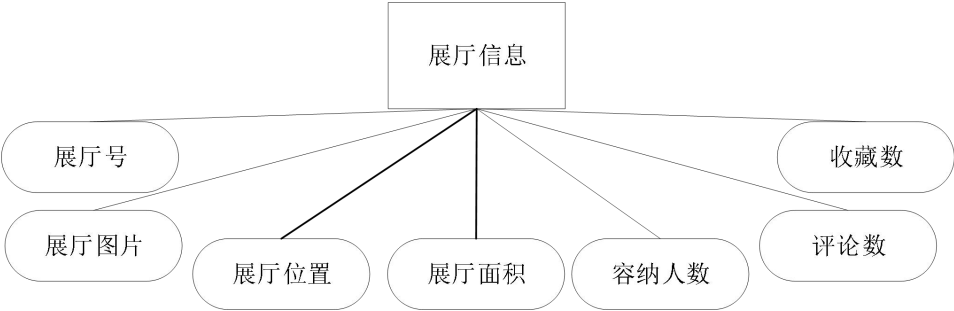 展厅信息
展厅号
收藏数
展厅图片
评论数
展厅位置
展厅面积
容纳人数